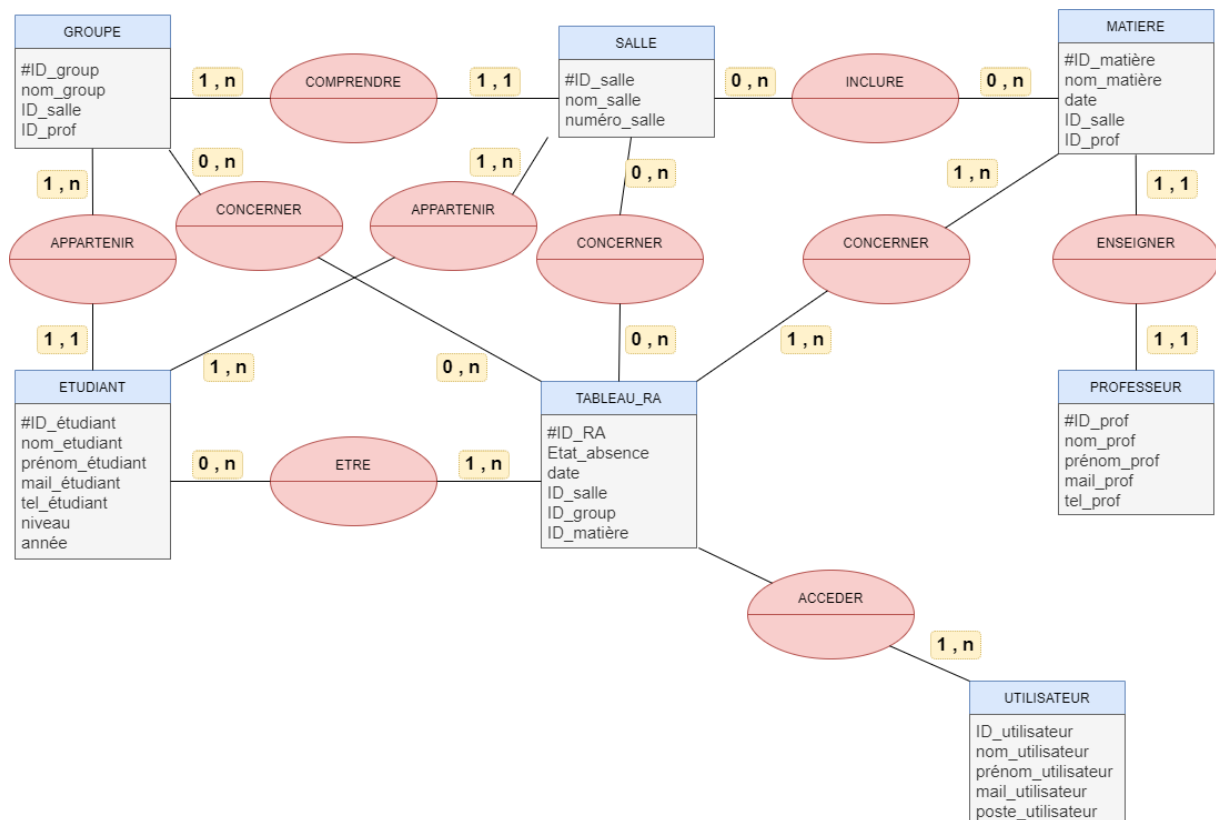 GROUPE
#ID_group
nom_group
ID_salle
ID_prof
1 , n
COMPRENDRE
1 , 1
SALLE
#ID_salle
nom_salle
numéro_salle
0 , n
INCLURE
0 , n
MATIERE
#ID_matière
nom_matière
date
ID_salle
ID_prof
1 , n
0 , n
1 , n
0 , n
1 , n
1 , 1
APPARTENIR
CONCERNER
APPARTENIR
CONCERNER
CONCERNER
ENSEIGNER
1 , 1
1 , n
0 , n
0 , n
1 , n
1 , 1
ETUDIANT
#ID_étudiant
nom_etudiant
prénom_étudiant
mail_étudiant
tel_étudiant
niveau
année
0 , n
ETRE
1 , n
TABLEAU_RA
#ID_RA
Etat_absence
date
ID_salle
ID_group
ID_matière
PROFESSEUR
#ID_prof
nom_prof
prénom_prof
mail_prof
tel_prof
ACCEDER
1 , n
UTILISATEUR
ID_utilisateur
nom_utilisateur
prénom_utilisateur
mail_utilisateur
poste_utilisateur